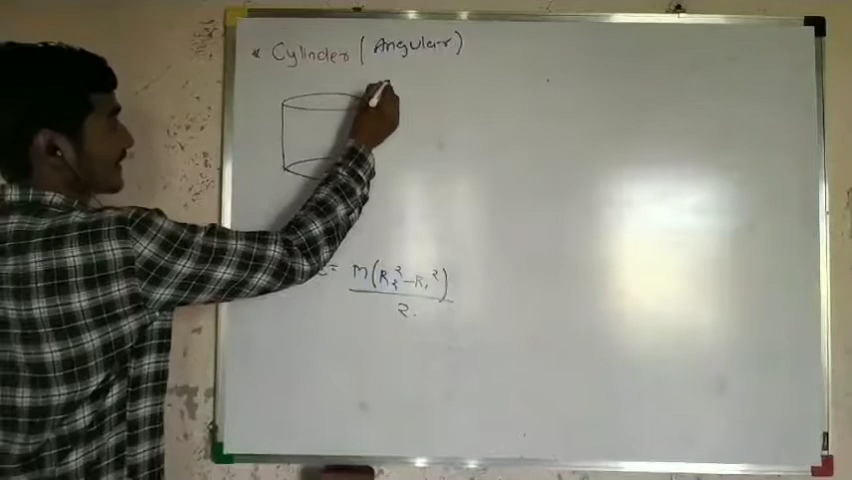 * Cylinder (Angular)
= M(R₂²-R₁²)
2.